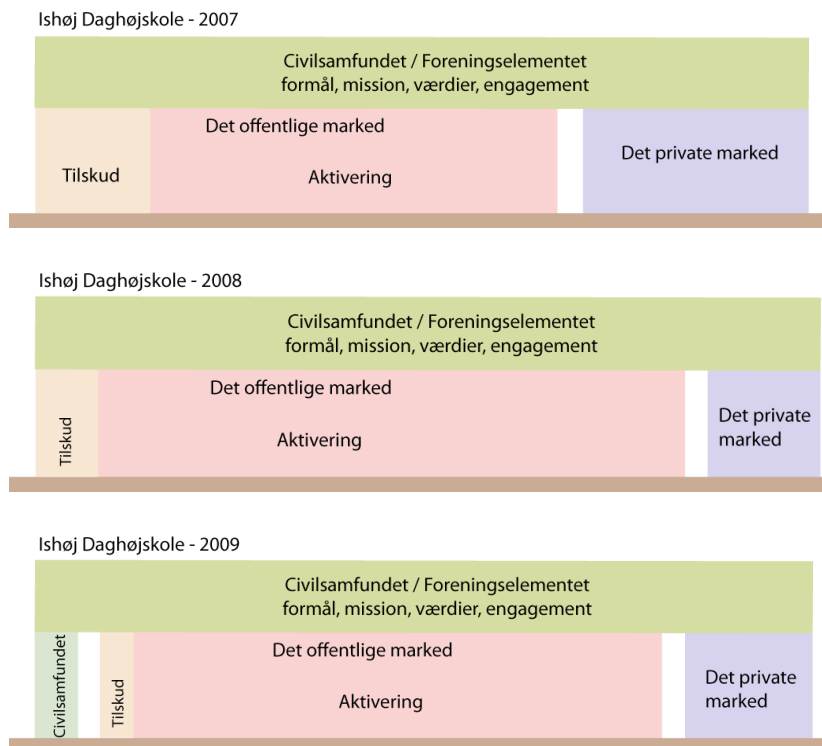 Ishøj Daghøjskole - 2007
Civilsamfundet / Foreningselementet
formål, mission, værdier, engagement
Det offentlige marked
Det private marked
Tilskud
Aktivering
Ishøj Daghøjskole - 2008
Civilsamfundet / Foreningselementet
formål, mission, værdier, engagement
Det offentlige marked
Tilskud
Aktivering
Det private
marked
Ishøj Daghøjskole - 2009
Civilsamfundet / Foreningselementet
formål, mission, værdier, engagement
Civilsamfundet
Tilskud
Det offentlige marked
Aktivering
Det private
marked